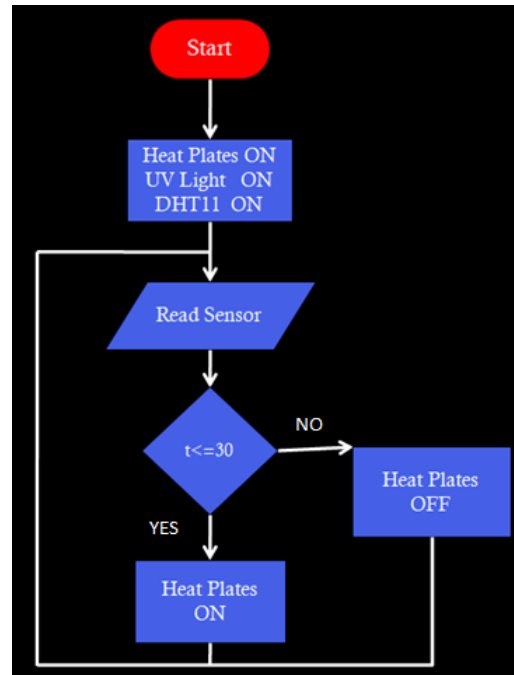 Start
Heat Plates ON
UV Light ON
DHT11 ON
Read Sensor
t<=30
NO
Heat Plates
OFF
YES
Heat Plates
ON